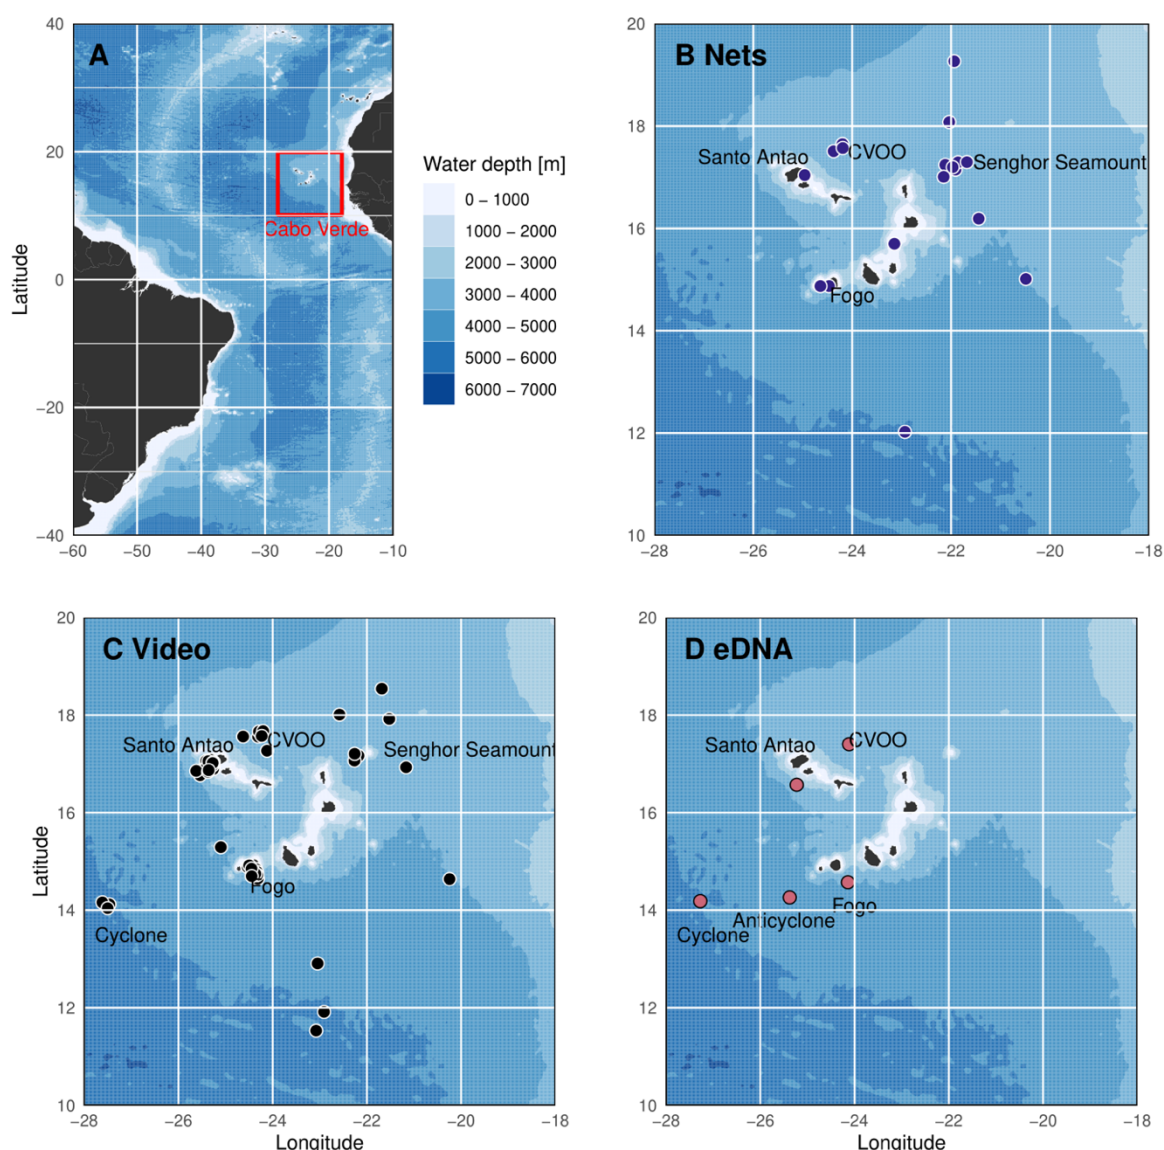 A
40
20
0
−20
−40
−60
−50
−40
−30
−20
−10
Latitude
Cabo Verde
Water depth [m]
0 − 1000
1000 − 2000
2000 − 3000
3000 − 4000
4000 − 5000
5000 − 6000
6000 − 7000
B Nets
20
18
16
14
12
10
−28
−26
−24
−22
−20
−18
Santo Antao
CVOO
Senghor Seamount
Fogo
C Video
20
18
16
14
12
10
−28
−26
−24
−22
−20
−18
Latitude
Longitude
Santo Antao
CVOO
Senghor Seamount
Fogo
Cyclone
D eDNA
10
−28
−26
−24
−22
−20
−18
Longitude
20
18
16
14
12
Santo Antao
CVOO
Fogo
Anticyclone
Cyclone